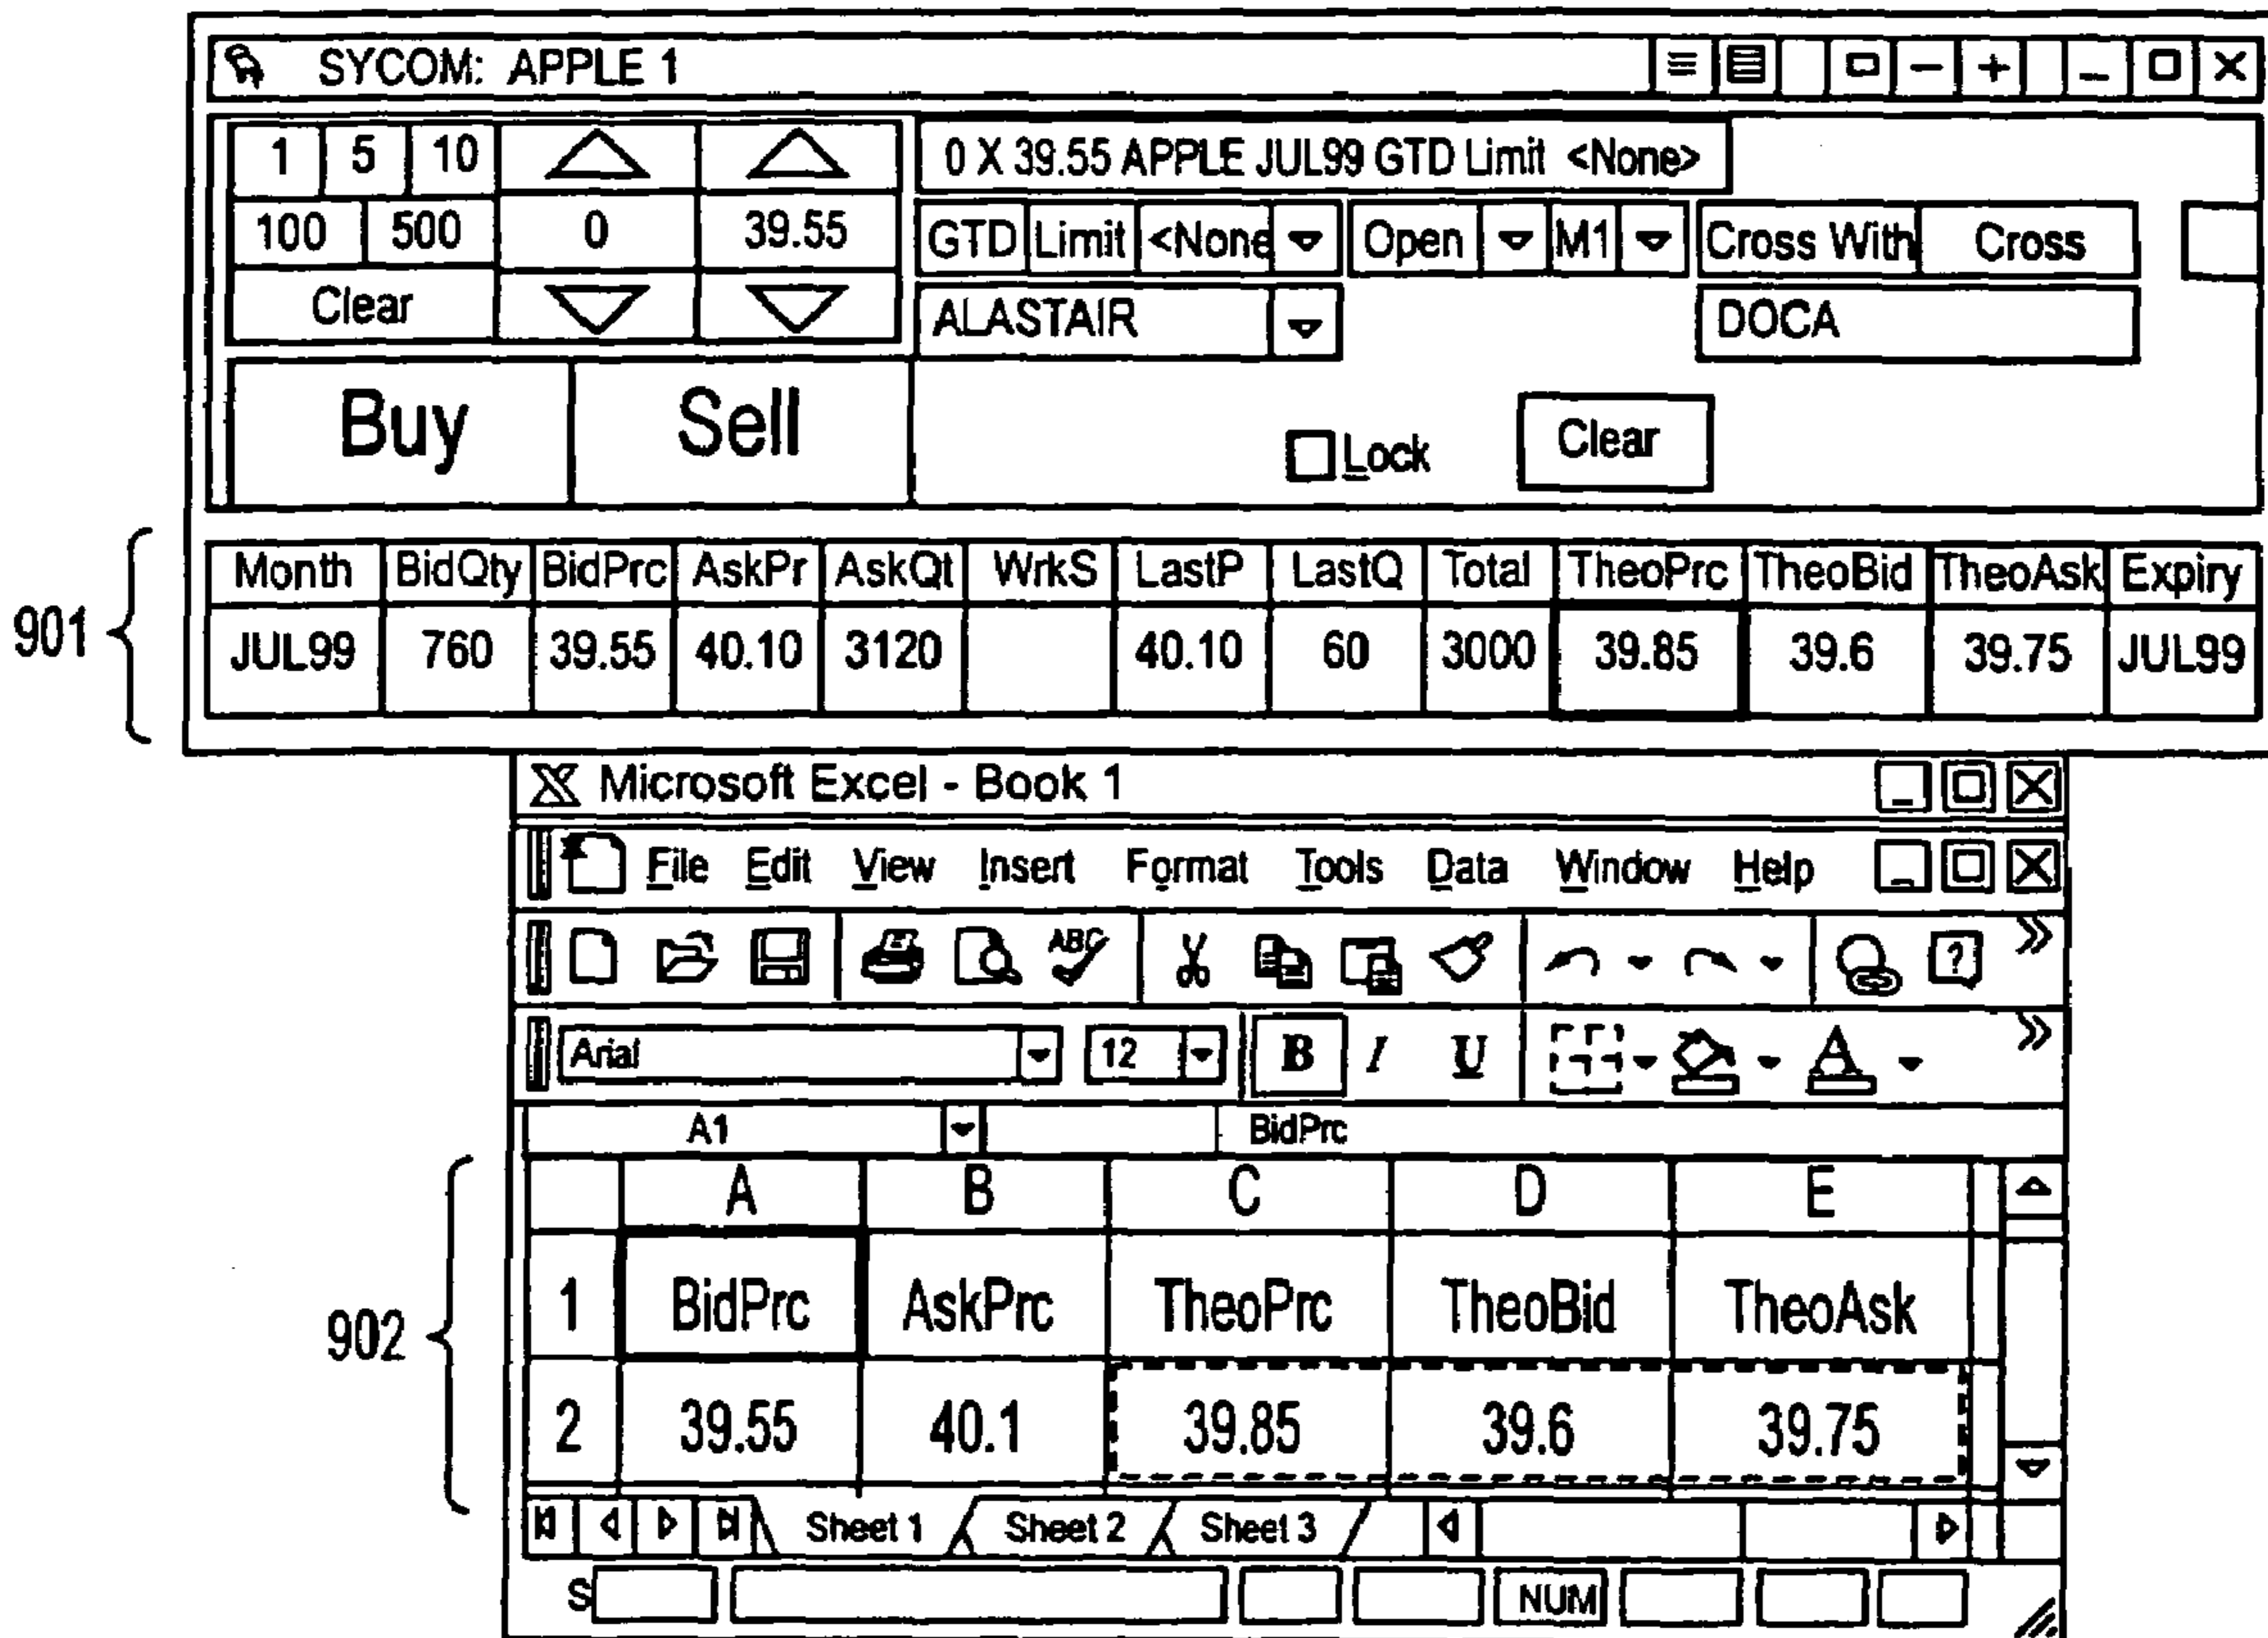 SYCOM: APPLE 1
1 5 10
0 X 39.55 APPLE JUL99 GTD Limit <None>
100 500 0 39.55
GTD Limit <None Open M1 Cross With Cross
Clear
ALASTAIR DOCA
Buy Sell
Lock Clear
901
Month BidQty BidPrc AskPr AskQt WrkS LastP LastQ Total TheoPrc TheoBid TheoAsk Expiry
JUL99 760 39.55 40.10 3120 40.10 60 3000 39.85 39.6 39.75 JUL99
X Microsoft Excel - Book 1
File Edit View Insert Format Tools Data Window Help
ABC ? »
Arial 12 B I U A »
A1 BidPrc
A B C D E
902
1 BidPrc AskPrc TheoPrc TheoBid TheoAsk
2 39.55 40.1 39.85 39.6 39.75
Sheet 1 Sheet 2 Sheet 3
S NUM